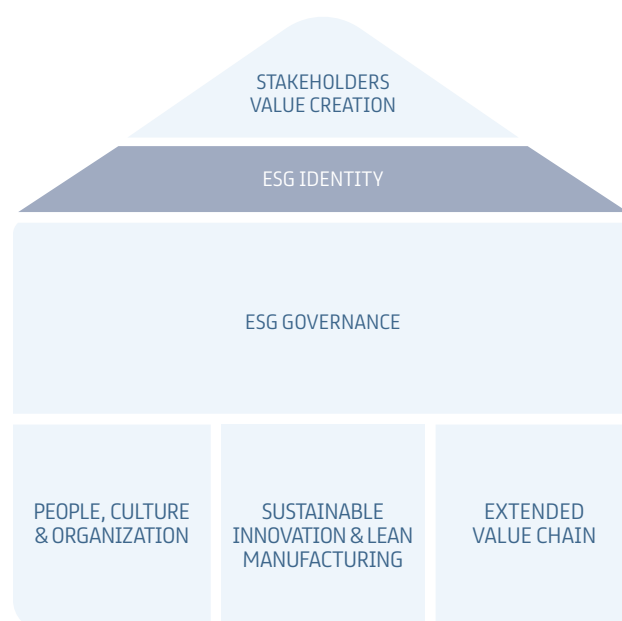 STAKEHOLDERS
VALUE CREATION
ESG IDENTITY
ESG GOVERNANCE
PEOPLE, CULTURE
& ORGANIZATION
SUSTAINABLE
INNOVATION & LEAN
MANUFACTURING
EXTENDED
VALUE CHAIN